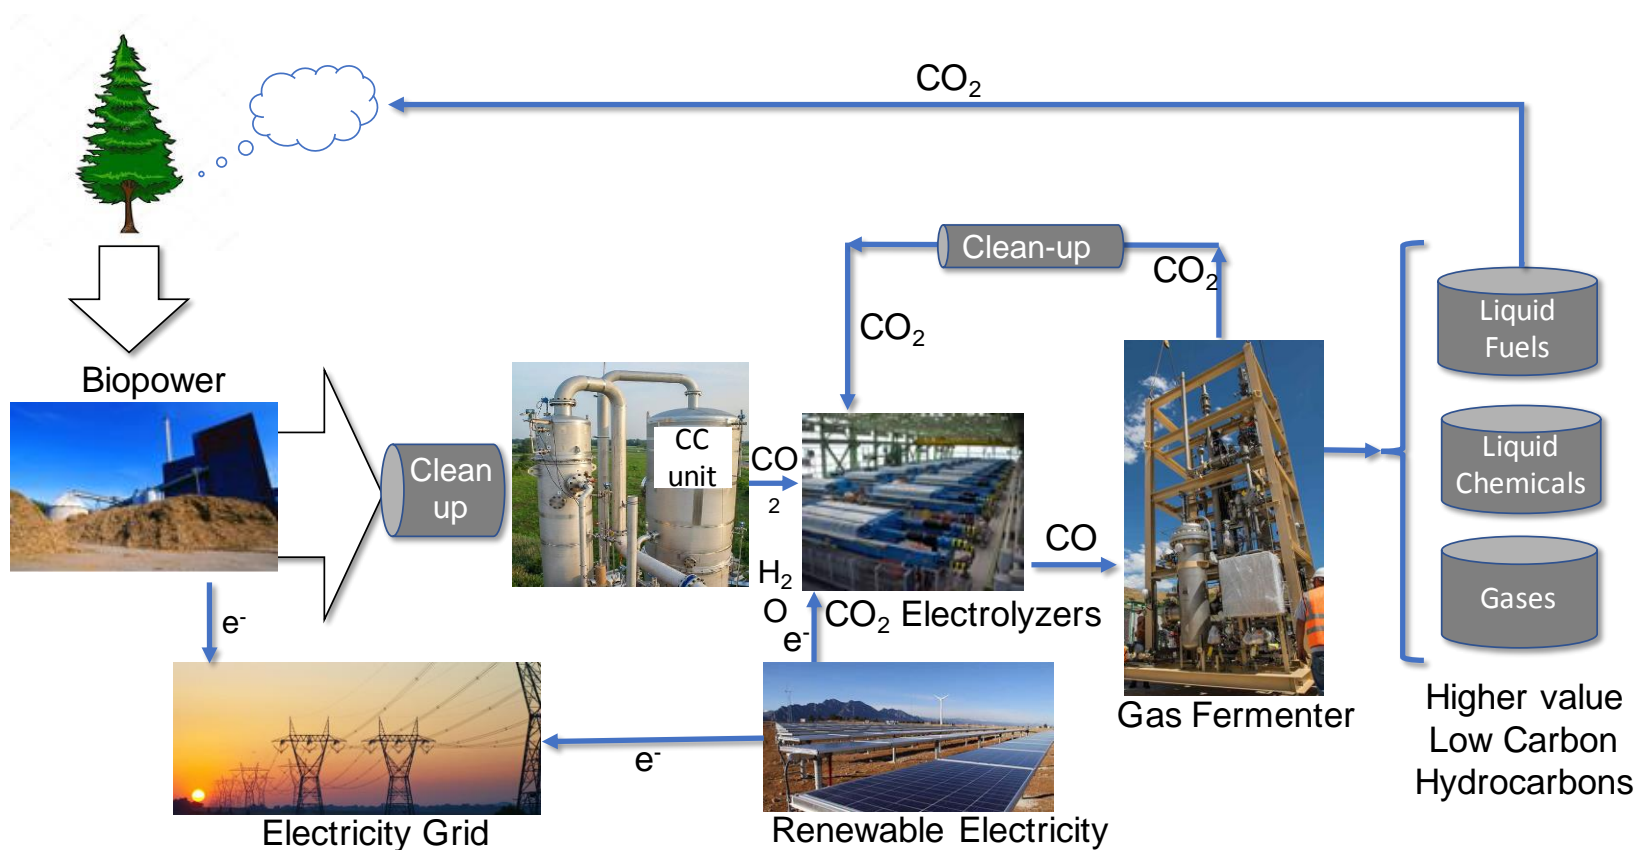 CO₂
Clean-up
CO₂
CO₂
Liquid
Fuels
Biopower
CC
unit
Clean
up
CO
2
Liquid
Chemicals
CO
H₂
O
e⁻
CO₂ Electrolyzers
Gases
e⁻
Gas Fermenter
Higher value
Low Carbon
Hydrocarbons
e⁻
Electricity Grid
Renewable Electricity